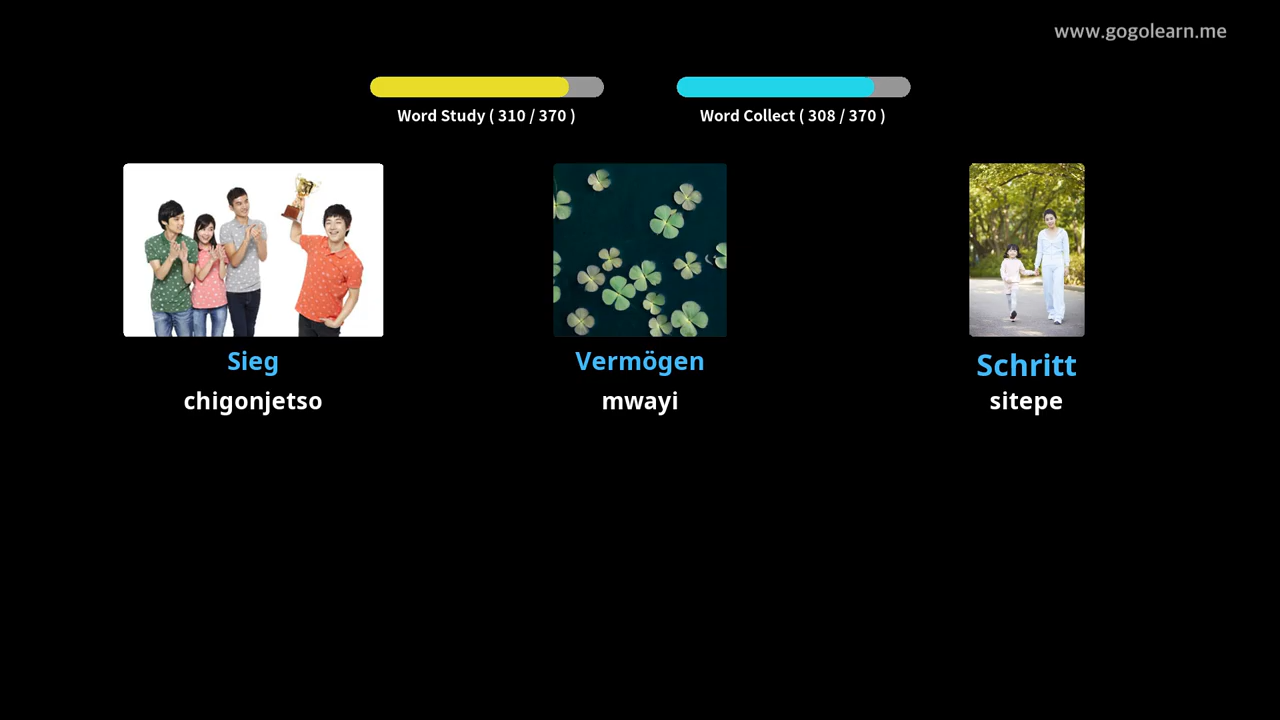 www.gogolearn.me
Word Study ( 310 / 370 )
Word Collect ( 308 / 370 )
Sieg
chigonjetso
Vermögen
mwayi
Schritt
sitepe